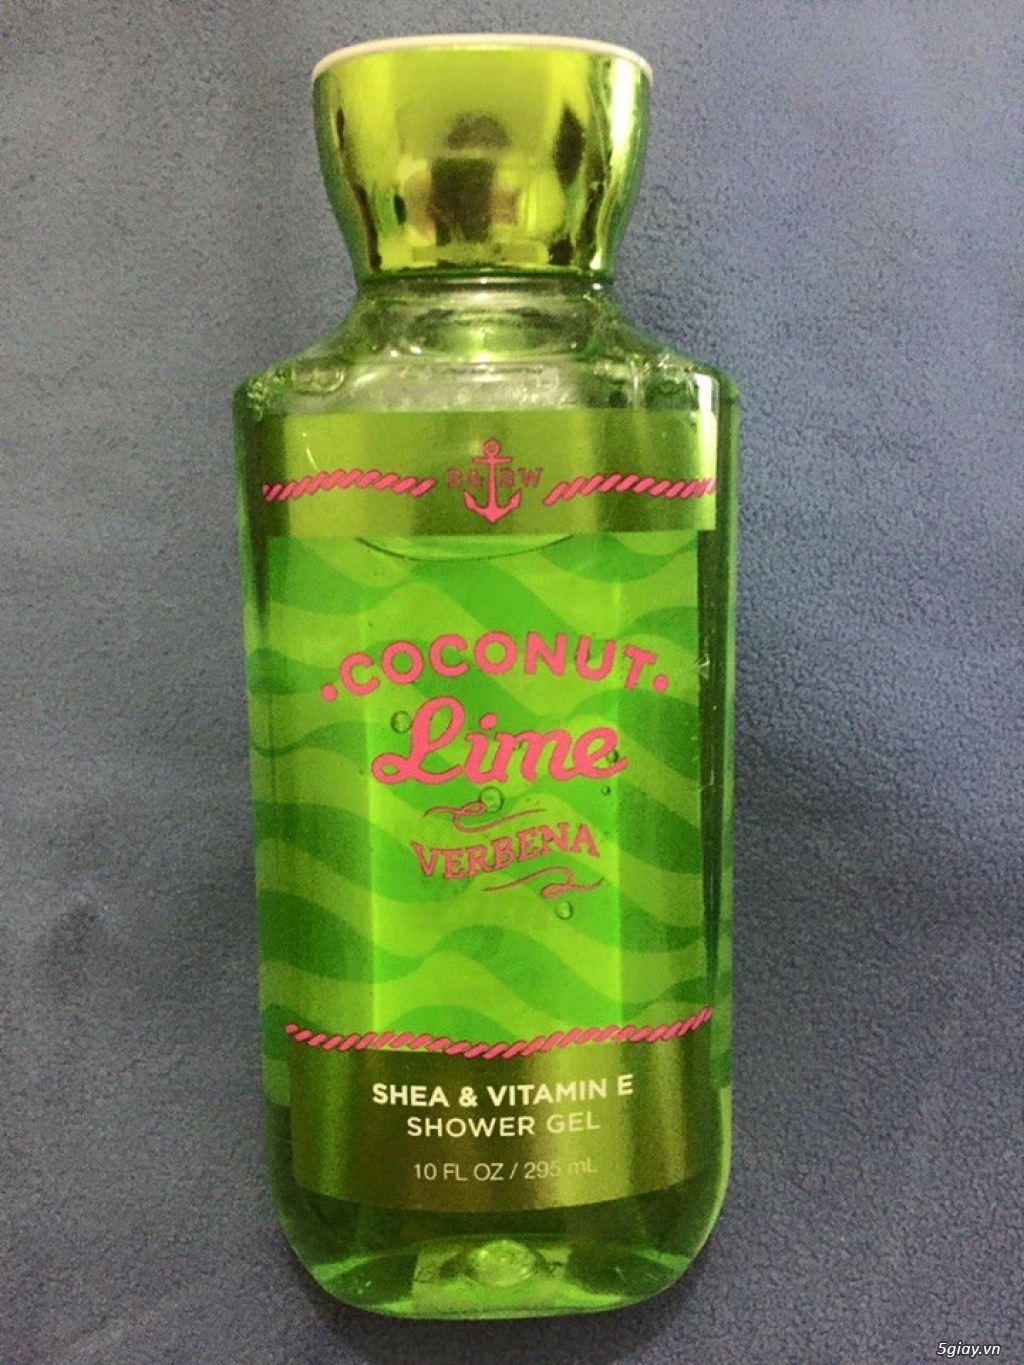 B & BW
COCONUT
Lime
VERBENA
SHEA & VITAMIN E
SHOWER GEL
10 FL OZ / 295 mL
5giay.vn